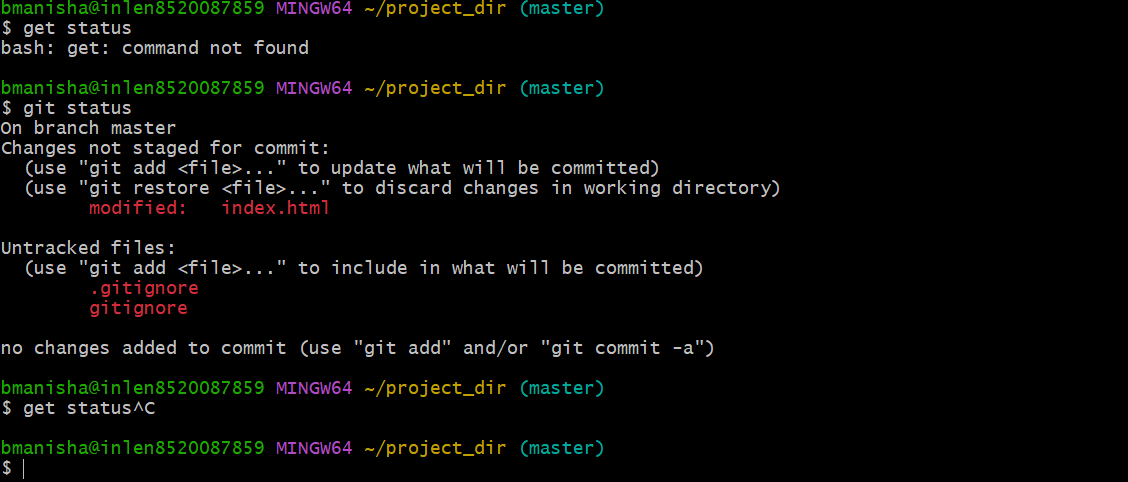 bmanisha@inlen8520087859 MINGW64 ~/project_dir (master)
$ get status
bash: get: command not found
bmanisha@inlen8520087859 MINGW64 ~/project_dir (master)
$ git status
On branch master
Changes not staged for commit:
  (use "git add <file>..." to update what will be committed)
  (use "git restore <file>..." to discard changes in working directory)
        modified:   index.html
Untracked files:
  (use "git add <file>..." to include in what will be committed)
        .gitignore
        gitignore
no changes added to commit (use "git add" and/or "git commit -a")
bmanisha@inlen8520087859 MINGW64 ~/project_dir (master)
$ get status^C
bmanisha@inlen8520087859 MINGW64 ~/project_dir (master)
$